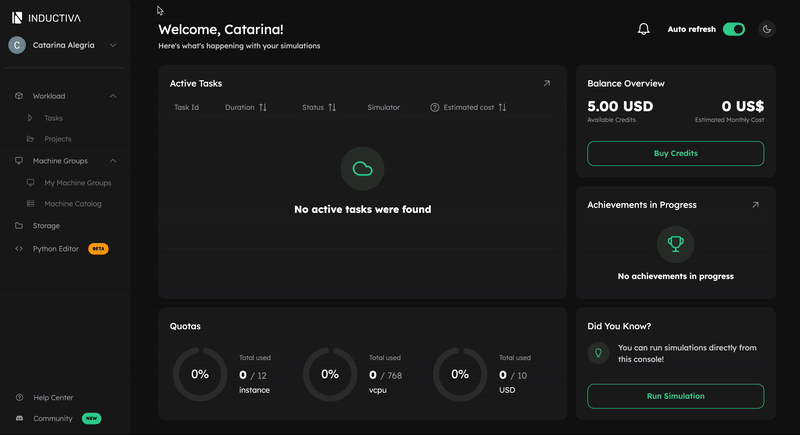 INDUCTIVA
C
Catarina Alegria
Workload
Tasks
Projects
Machine Groups
My Machine Groups
Machine Catalog
Storage
Python Editor BETA
Help Center
Community NEW
Welcome, Catarina!
Here's what's happening with your simulations
Auto refresh
Active Tasks
Task Id Duration Status Simulator Estimated cost
No active tasks were found
Balance Overview
5.00 USD 0 US$
Available Credits Estimated Monthly Cost
Buy Credits
Achievements in Progress
No achievements in progress
Quotas
0%
Total used
0 / 12
instance
0%
Total used
0 / 768
vcpu
0%
Total used
0 / 10
USD
Did You Know?
You can run simulations directly from
this console!
Run Simulation